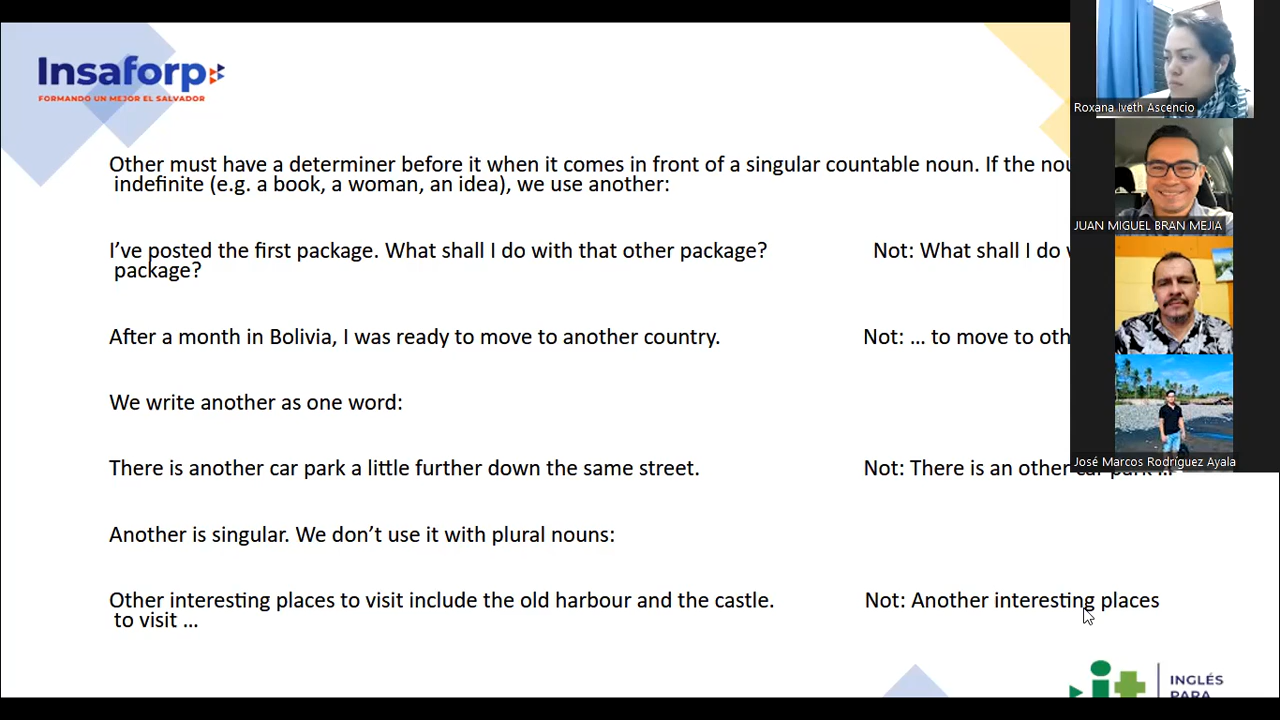 Insaforp
FORMANDO UN MEJOR EL SALVADOR
Other must have a determiner before it when it comes in front of a singular countable noun. If the
indefinite (e.g. a book, a woman, an idea), we use another:
I’ve posted the first package. What shall I do with that other package? Not: What shall I do
package?
After a month in Bolivia, I was ready to move to another country. Not: … to move to
We write another as one word:
There is another car park a little further down the same street. Not: There is an other car park …
Another is singular. We don’t use it with plural nouns:
Other interesting places to visit include the old harbour and the castle. Not: Another interesting places
to visit …
Roxana Iveth Ascencio
JUAN MIGUEL BRAN MEJIA
José Marcos Rodríguez Ayala
it+
INGLÉS
PARA